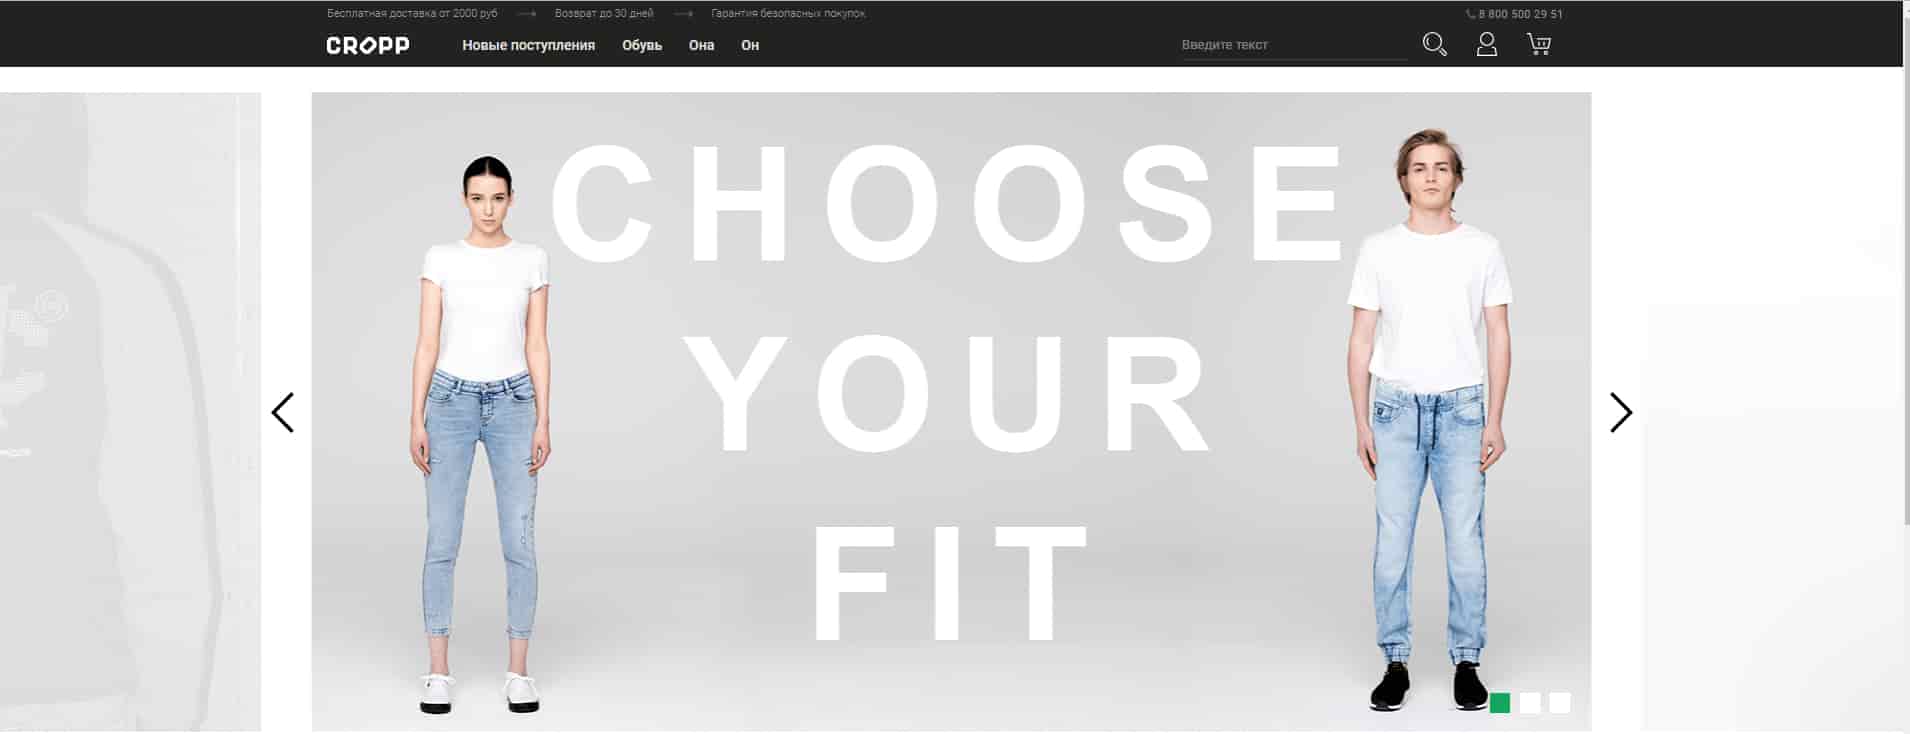 Бесплатная доставка от 2000 руб
Возврат до 30 дней
Гарантия безопасных покупок
8 800 500 29 51
CROPP
Новые поступления
Обувь
Она
Он
Введите текст
CHOOSE
YOUR
FIT